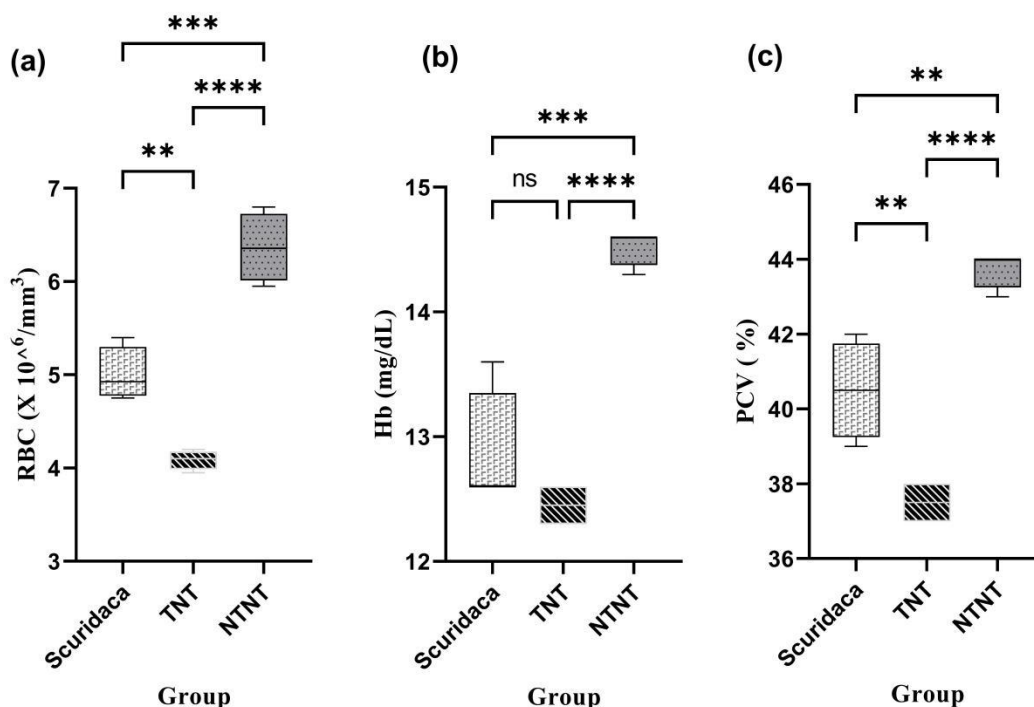 (a)
***
****
**
RBC (X 10^6/mm³)
7
6
5
4
3
Scuridaca
TNT
NTNT
Group
(b)
***
ns
****
Hb (mg/dL)
15
14
13
12
Scuridaca
TNT
NTNT
Group
(c)
**
****
**
PCV ( %)
46
44
42
40
38
36
Scuridaca
TNT
NTNT
Group